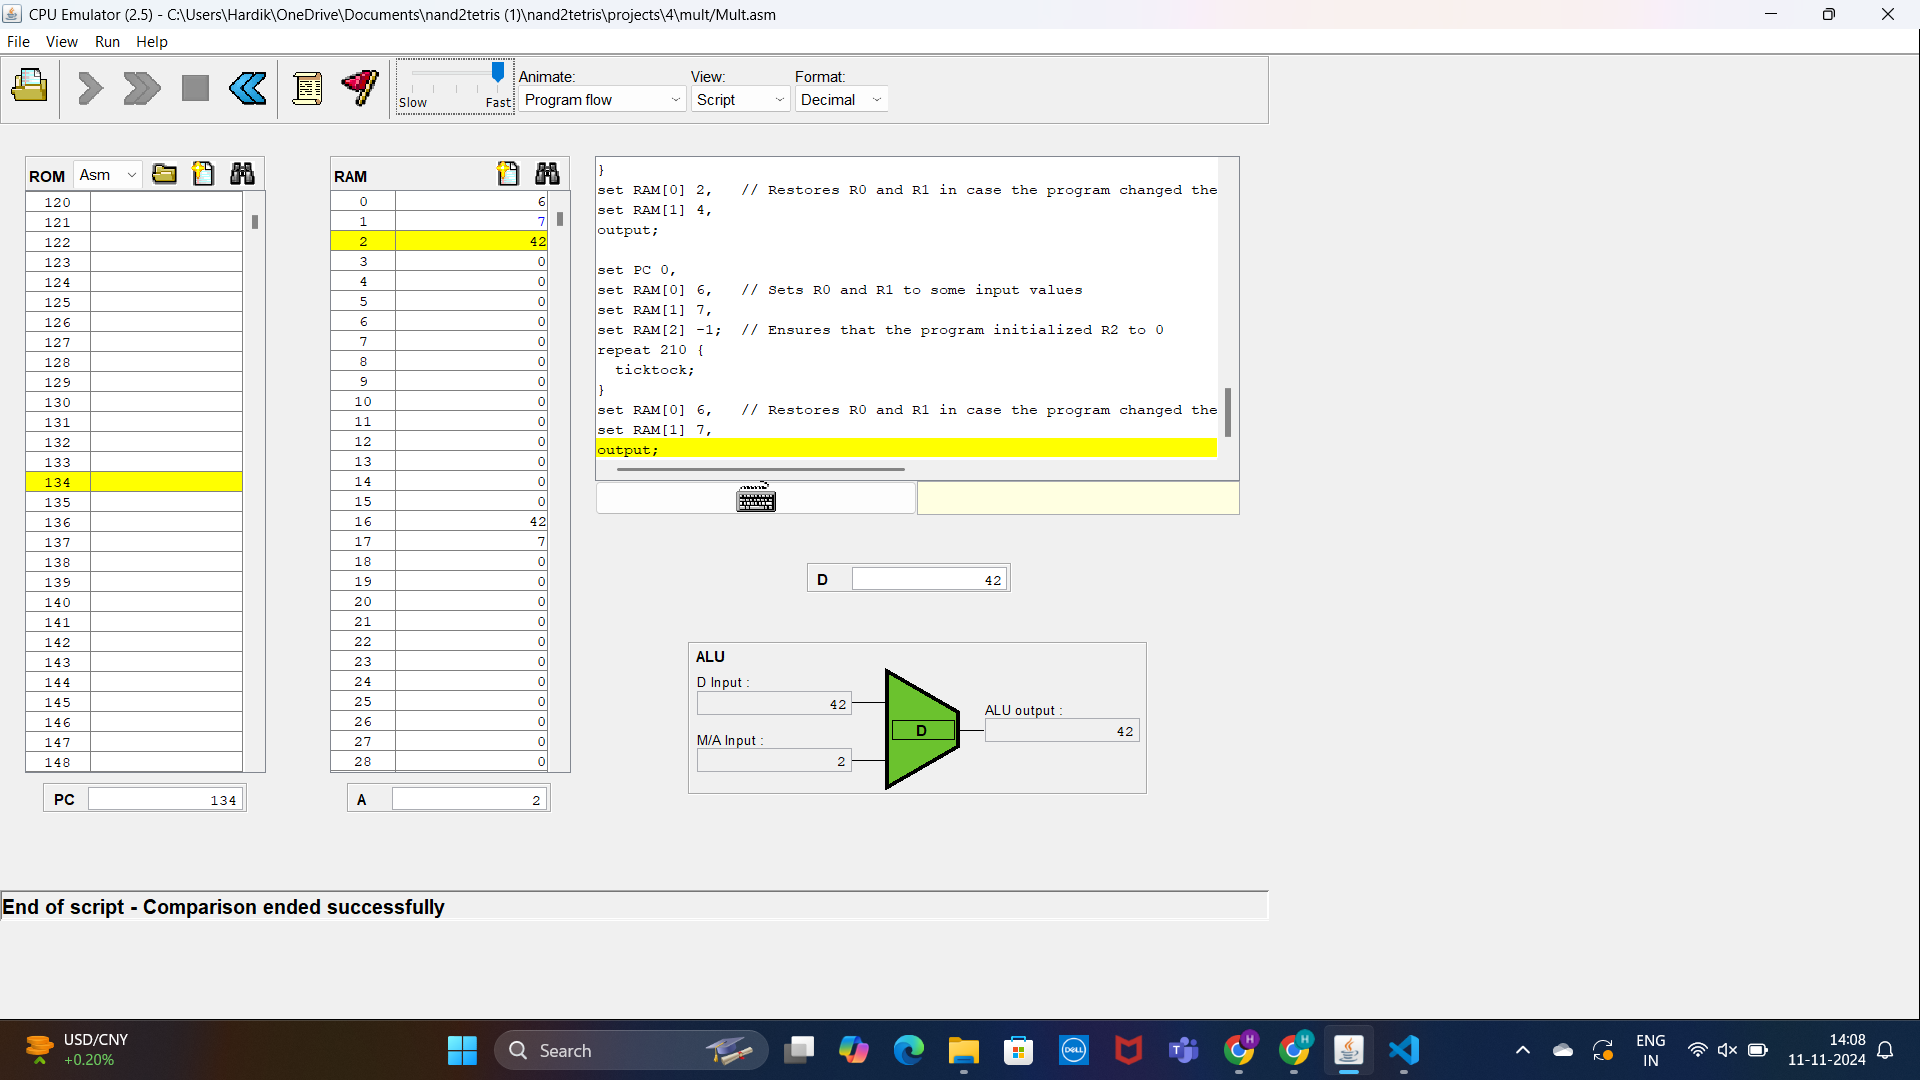 CPU Emulator (2.5) - C:\Users\Hardik\OneDrive\Documents\nand2tetris (1)\nand2tetris\projects\4\mult/Mult.asm
File View Run Help
Animate: View: Format:
Slow Fast Program flow Script Decimal
ROM Asm
120
121
122
123
124
125
126
127
128
129
130
131
132
133
134
135
136
137
138
139
140
141
142
143
144
145
146
147
148
PC 134
RAM
0 6
1 7
2 42
3 0
4 0
5 0
6 0
7 0
8 0
9 0
10 0
11 0
12 0
13 0
14 0
15 0
16 42
17 7
18 0
19 0
20 0
21 0
22 0
23 0
24 0
25 0
26 0
27 0
28 0
A 2
}
set RAM[0] 2,   // Restores R0 and R1 in case the program changed the
set RAM[1] 4,
output;
set PC 0,
set RAM[0] 6,   // Sets R0 and R1 to some input values
set RAM[1] 7,
set RAM[2] -1;  // Ensures that the program initialized R2 to 0
repeat 210 {
  ticktock;
}
set RAM[0] 6,   // Restores R0 and R1 in case the program changed the
set RAM[1] 7,
output;
D 42
ALU
D Input :
42
M/A Input :
2
D
ALU output :
42
End of script - Comparison ended successfully
USD/CNY
+0.20%
Search
DELL
H
H
ENG
IN
14:08
11-11-2024